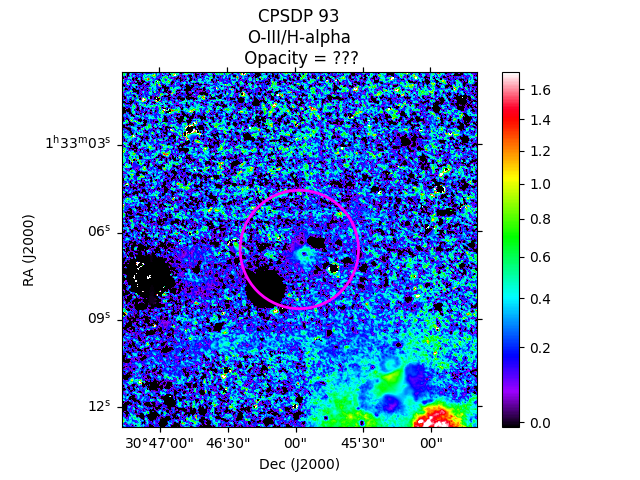 CPSDP 93
O-III/H-alpha
Opacity = ???
1ʰ33ᵐ03ˢ
06ˢ
09ˢ
12ˢ
RA (J2000)
30°47'00" 46'30" 00" 45'30" 00"
Dec (J2000)
1.6
1.4
1.2
1.0
0.8
0.6
0.4
0.2
0.0